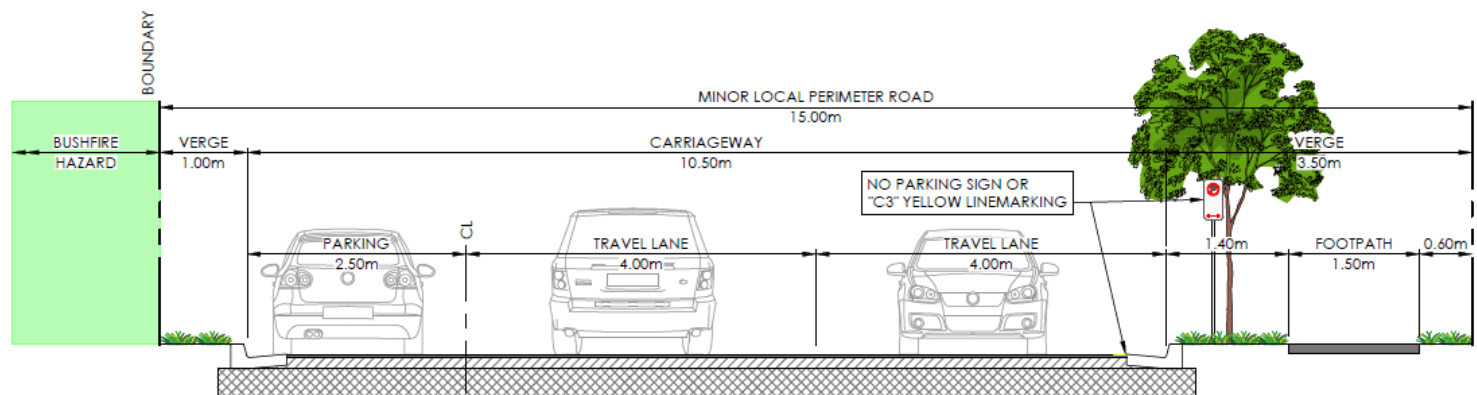 BOUNDARY
MINOR LOCAL PERIMETER ROAD
15.00m
BUSHFIRE
HAZARD
VERGE
1.00m
CARRIAGEWAY
10.50m
VERGE
3.50m
NO PARKING SIGN OR
"C3" YELLOW LINEMARKING
CL
PARKING
2.50m
TRAVEL LANE
4.00m
TRAVEL LANE
4.00m
1.40m
FOOTPATH
1.50m
0.60m